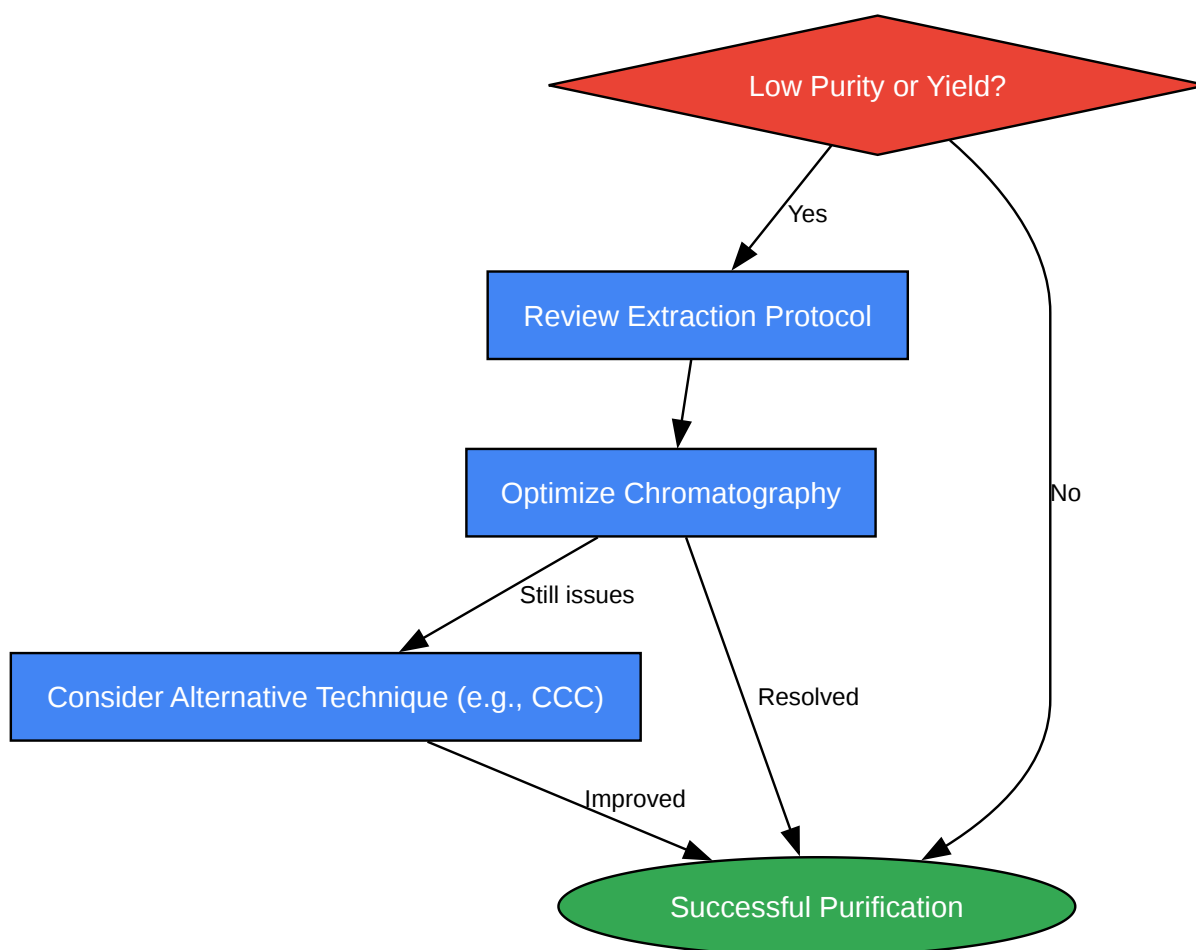 Low Purity or Yield?
Yes
Review Extraction Protocol
Optimize Chromatography
No
Still issues
Consider Alternative Technique (e.g., CCC)
Resolved
Improved
Successful Purification